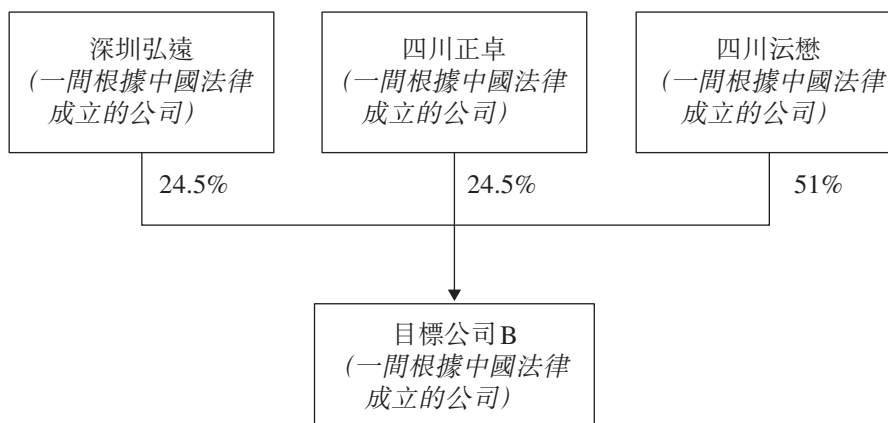 深圳弘遠
(一間根據中國法律
成立的公司)
四川正卓
(一間根據中國法律
成立的公司)
四川沄懋
(一間根據中國法律
成立的公司)
24.5%
24.5%
51%
目標公司B
(一間根據中國法律
成立的公司)